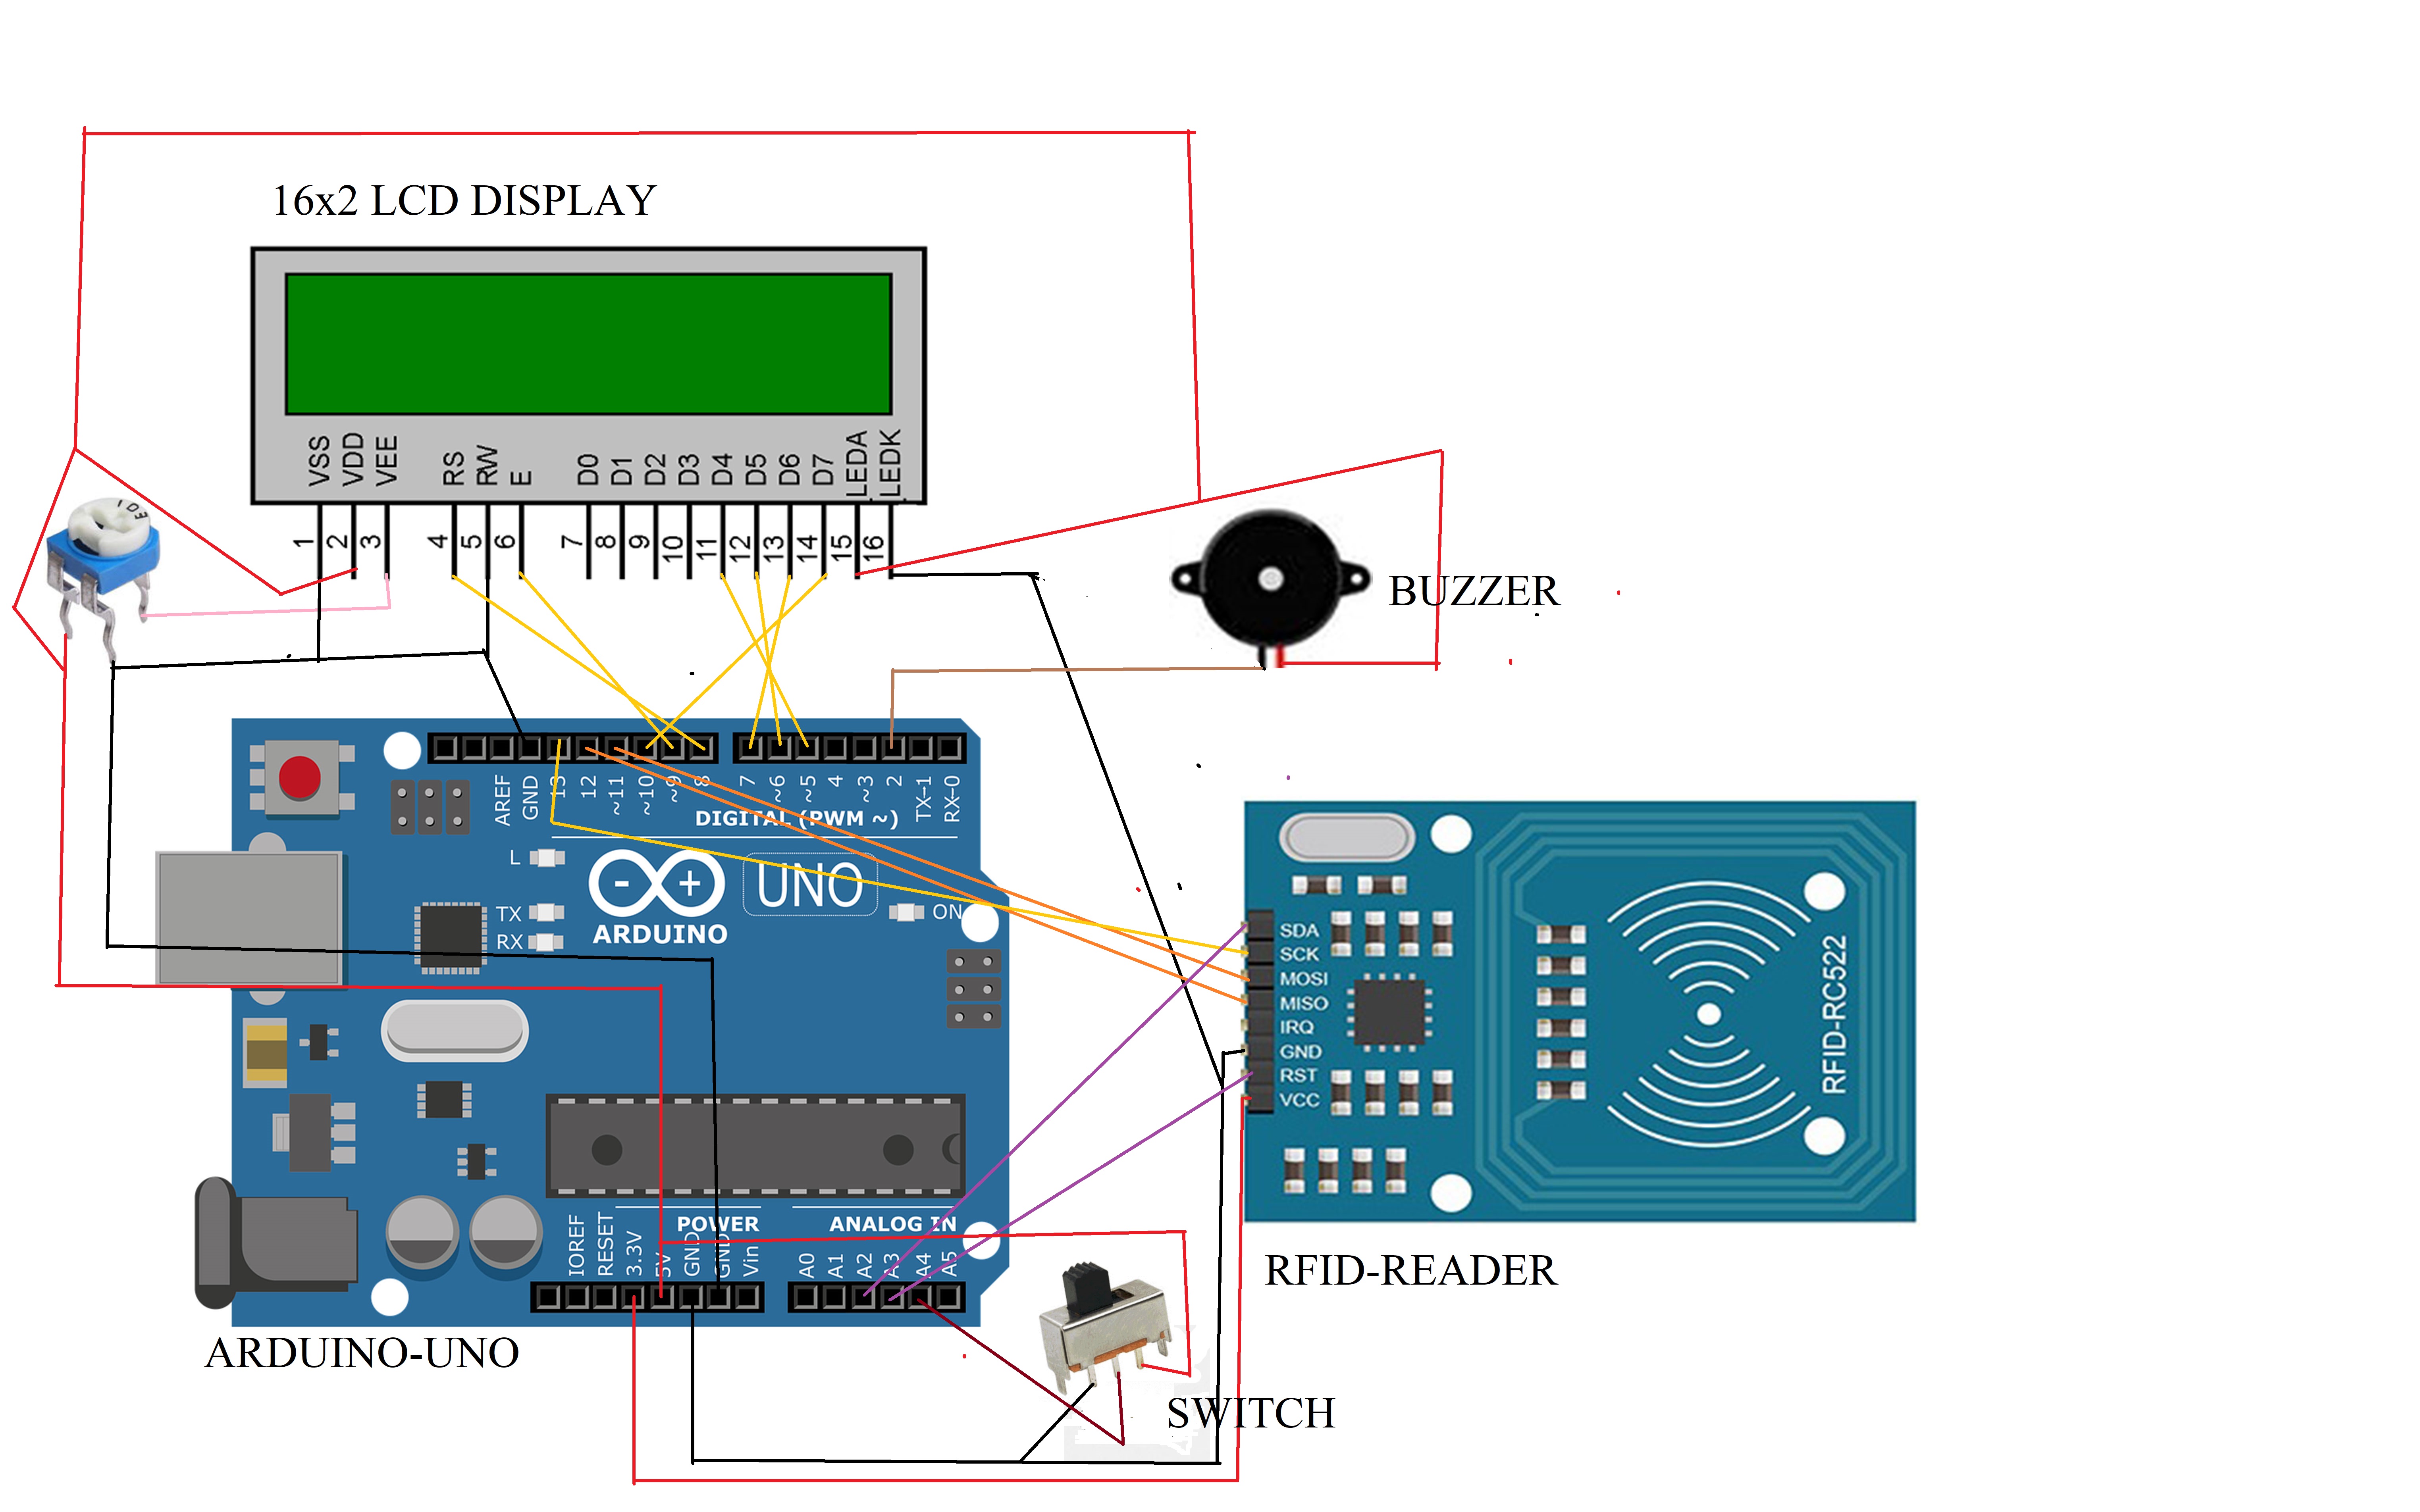 16x2 LCD DISPLAY
VSS
VDD
VEE
RS
RW
E
D0
D1
D2
D3
D4
D5
D6
D7
LEDA
LEDK
1
2
3
4
5
6
7
8
9
10
11
12
13
14
15
16
BUZZER
AREF
GND
13
12
~11
~10
~9
8
7
~6
~5
4
~3
2
TX-1
RX-0
DIGITAL (PWM ~)
L
- +
UNO
TX
RX
ON
ARDUINO
SDA
SCK
MOSI
MISO
IRQ
GND
RST
VCC
RFID-RC522
POWER
ANALOG IN
IOREF
RESET
3.3V
5V
GND
GND
Vin
A0
A1
A2
A3
A4
A5
RFID-READER
ARDUINO-UNO
SWITCH